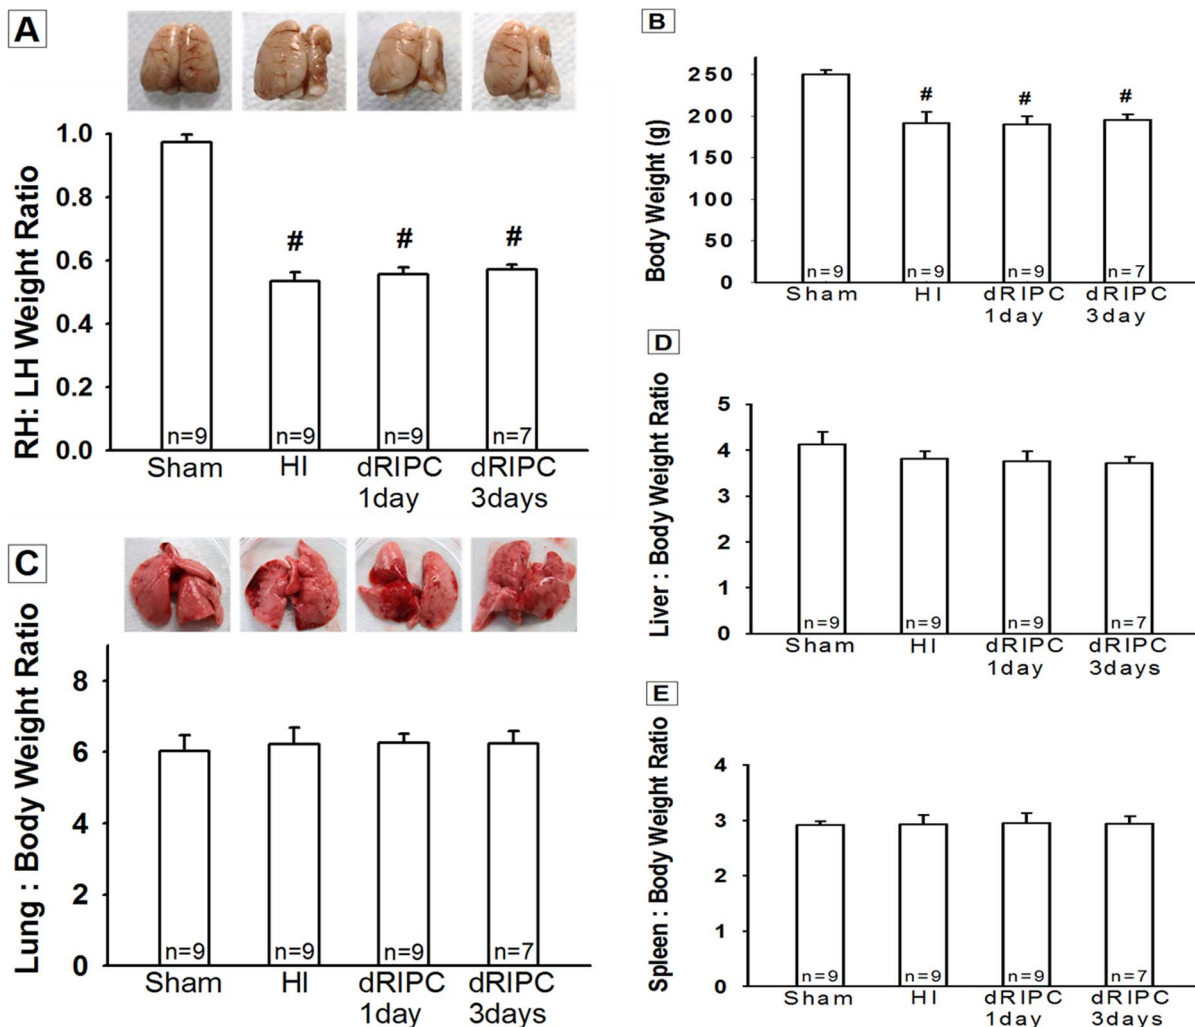 A
RH: LH Weight Ratio
1.0
0.8
0.6
0.4
0.2
0.0
# # #
n=9 n=9 n=9 n=7
Sham HI dRIPC dRIPC
1day 3days
B
Body Weight (g)
250
200
150
200
50
0
# # #
n=9 n=9 n=9 n=7
Sham HI dRIPC dRIPC
1day 3day
C
Lung : Body Weight Ratio
8
6
4
2
0
n=9 n=9 n=9 n=7
Sham HI dRIPC dRIPC
1day 3days
D
Liver : Body Weight Ratio
5
4
3
2
1
0
n=9 n=9 n=9 n=7
Sham HI dRIPC dRIPC
1day 3days
E
Spleen : Body Weight Ratio
4
3
2
1
0
n=9 n=9 n=9 n=7
Sham HI dRIPC dRIPC
1day 3days